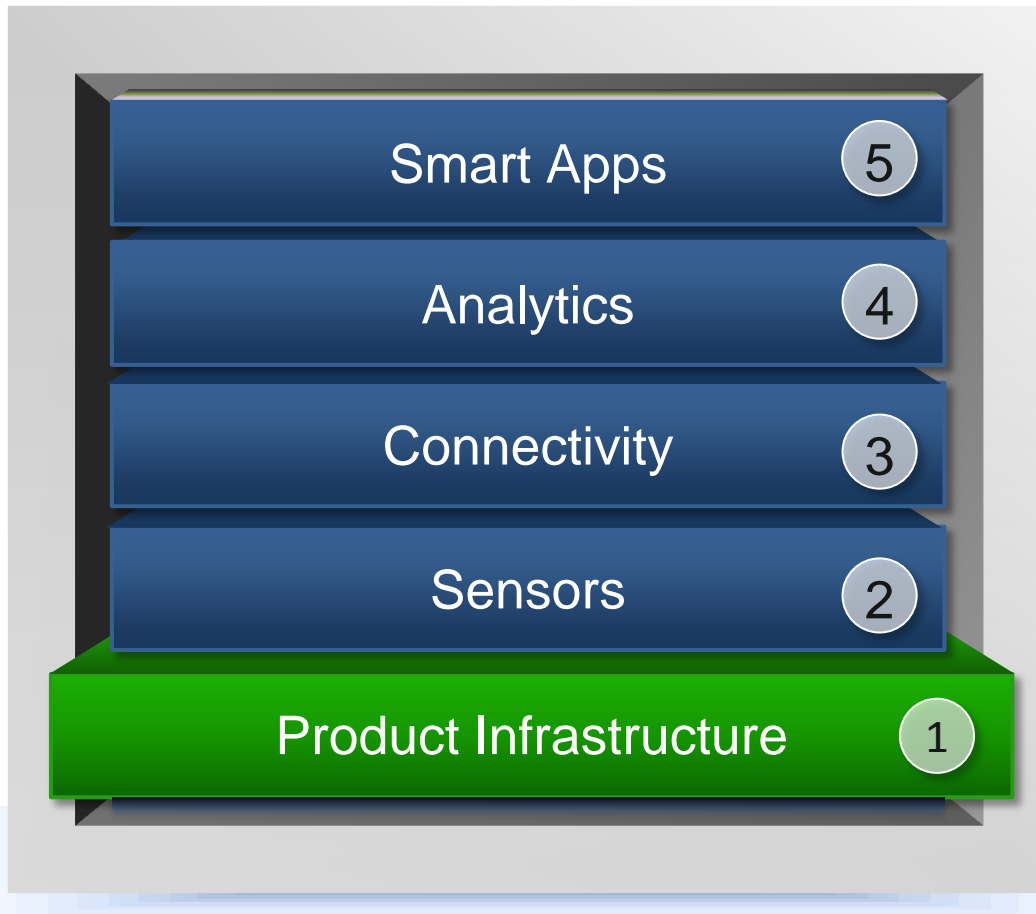 Smart Apps 5
Analytics 4
Connectivity 3
Sensors 2
Product Infrastructure 1